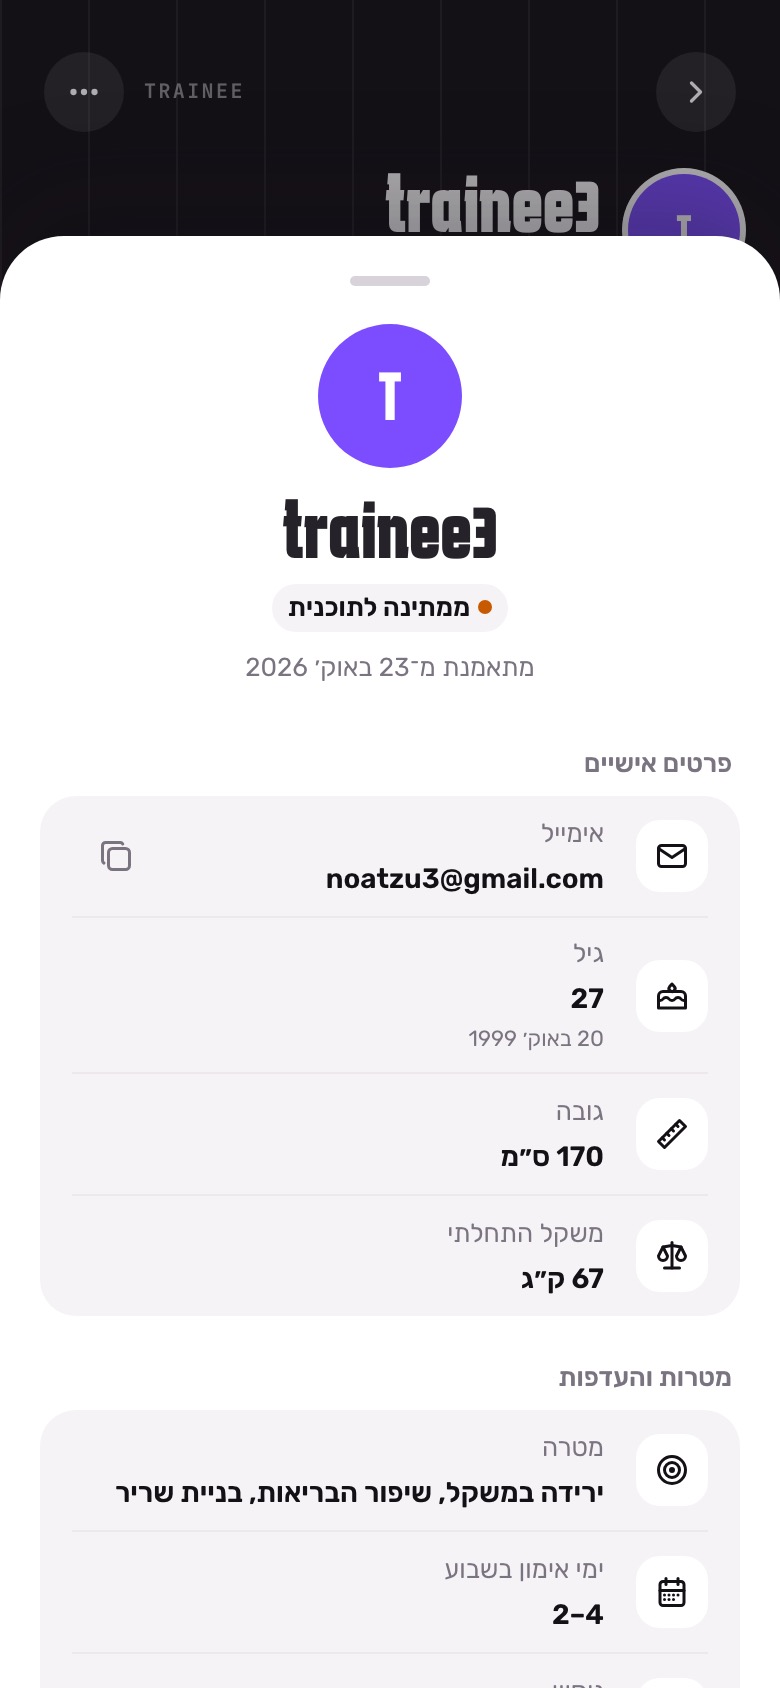 TRAINEE
trainee3
T
T
trainee3
ממתינה לתוכנית
מתאמנת מ־23 באוק׳ 2026
פרטים אישיים
אימייל
noatzu3@gmail.com
גיל
27
20 באוק׳ 1999
גובה
170 ס״מ
משקל התחלתי
67 ק״ג
מטרות והעדפות
מטרה
ירידה במשקל, שיפור הבריאות, בניית שריר
ימי אימון בשבוע
2–4